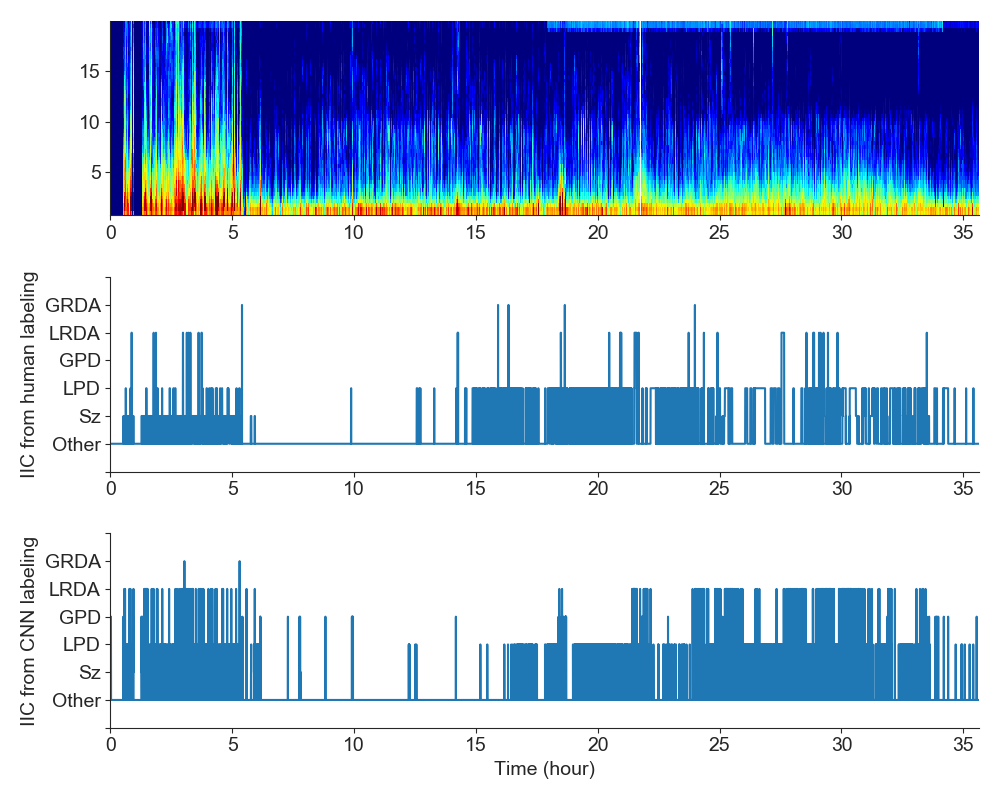 15
10
5
0 5 10 15 20 25 30 35
IIC from human labeling
GRDA
LRDA
GPD
LPD
Sz
Other
0 5 10 15 20 25 30 35
IIC from CNN labeling
GRDA
LRDA
GPD
LPD
Sz
Other
0 5 10 15 20 25 30 35
Time (hour)